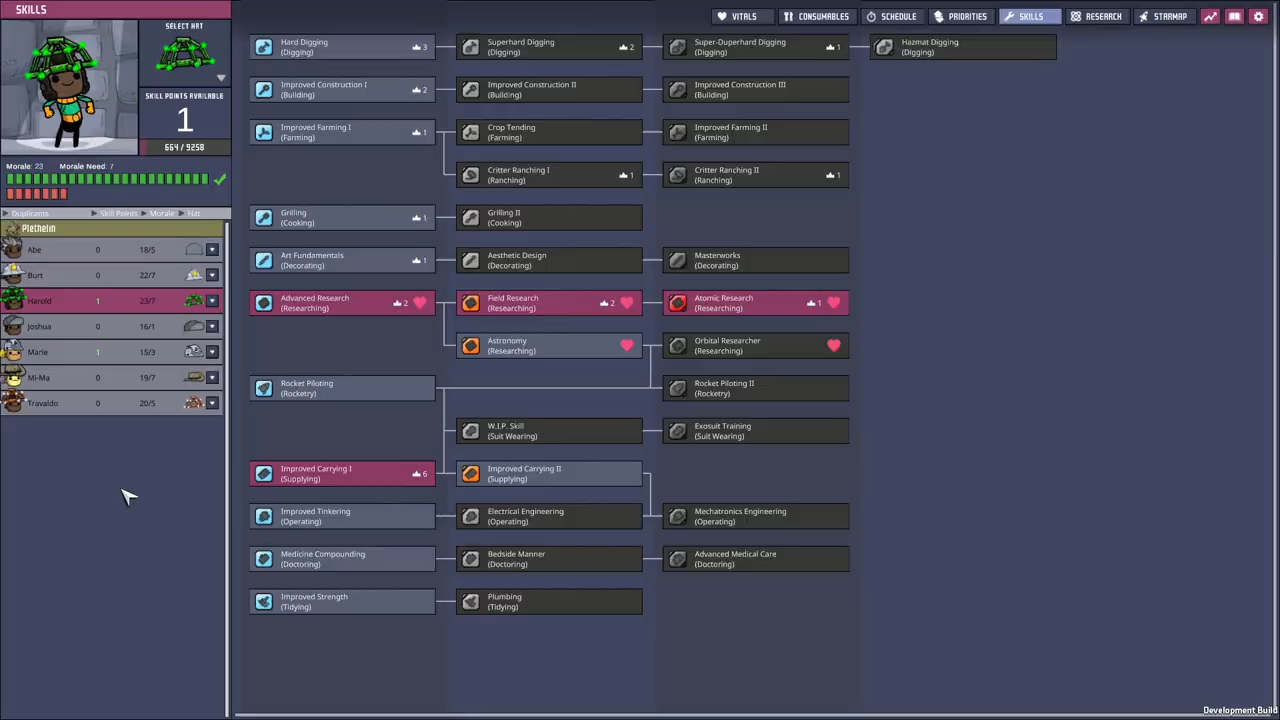 SKILLS
VITALS
CONSUMABLES
SCHEDULE
PRIORITIES
SKILLS
RESEARCH
STARMAP
SELECT HAT
SKILL POINTS AVAILABLE
1
664 / 9258
Morale: 23 Morale Need: 7
Duplicants Skill Points Morale Hat
Plethelin
Abe 0 18/5
Burt 0 22/7
Harold 1 23/7
Joshua 0 16/1
Marie 1 15/3
Mi-Ma 0 19/7
Travaldo 0 20/5
Hard Digging
(Digging)
3
Superhard Digging
(Digging)
2
Super-Duperhard Digging
(Digging)
1
Hazmat Digging
(Digging)
Improved Construction I
(Building)
2
Improved Construction II
(Building)
Improved Construction III
(Building)
Improved Farming I
(Farming)
1
Crop Tending
(Farming)
Improved Farming II
(Farming)
Critter Ranching I
(Ranching)
1
Critter Ranching II
(Ranching)
1
Grilling
(Cooking)
1
Grilling II
(Cooking)
Art Fundamentals
(Decorating)
1
Aesthetic Design
(Decorating)
Masterworks
(Decorating)
Advanced Research
(Researching)
2
Field Research
(Researching)
2
Atomic Research
(Researching)
1
Astronomy
(Researching)
Orbital Researcher
(Researching)
Rocket Piloting
(Rocketry)
Rocket Piloting II
(Rocketry)
W.I.P. Skill
(Suit Wearing)
Exosuit Training
(Suit Wearing)
Improved Carrying I
(Supplying)
6
Improved Carrying II
(Supplying)
Improved Tinkering
(Operating)
Electrical Engineering
(Operating)
Mechatronics Engineering
(Operating)
Medicine Compounding
(Doctoring)
Bedside Manner
(Doctoring)
Advanced Medical Care
(Doctoring)
Improved Strength
(Tidying)
Plumbing
(Tidying)
Development Build